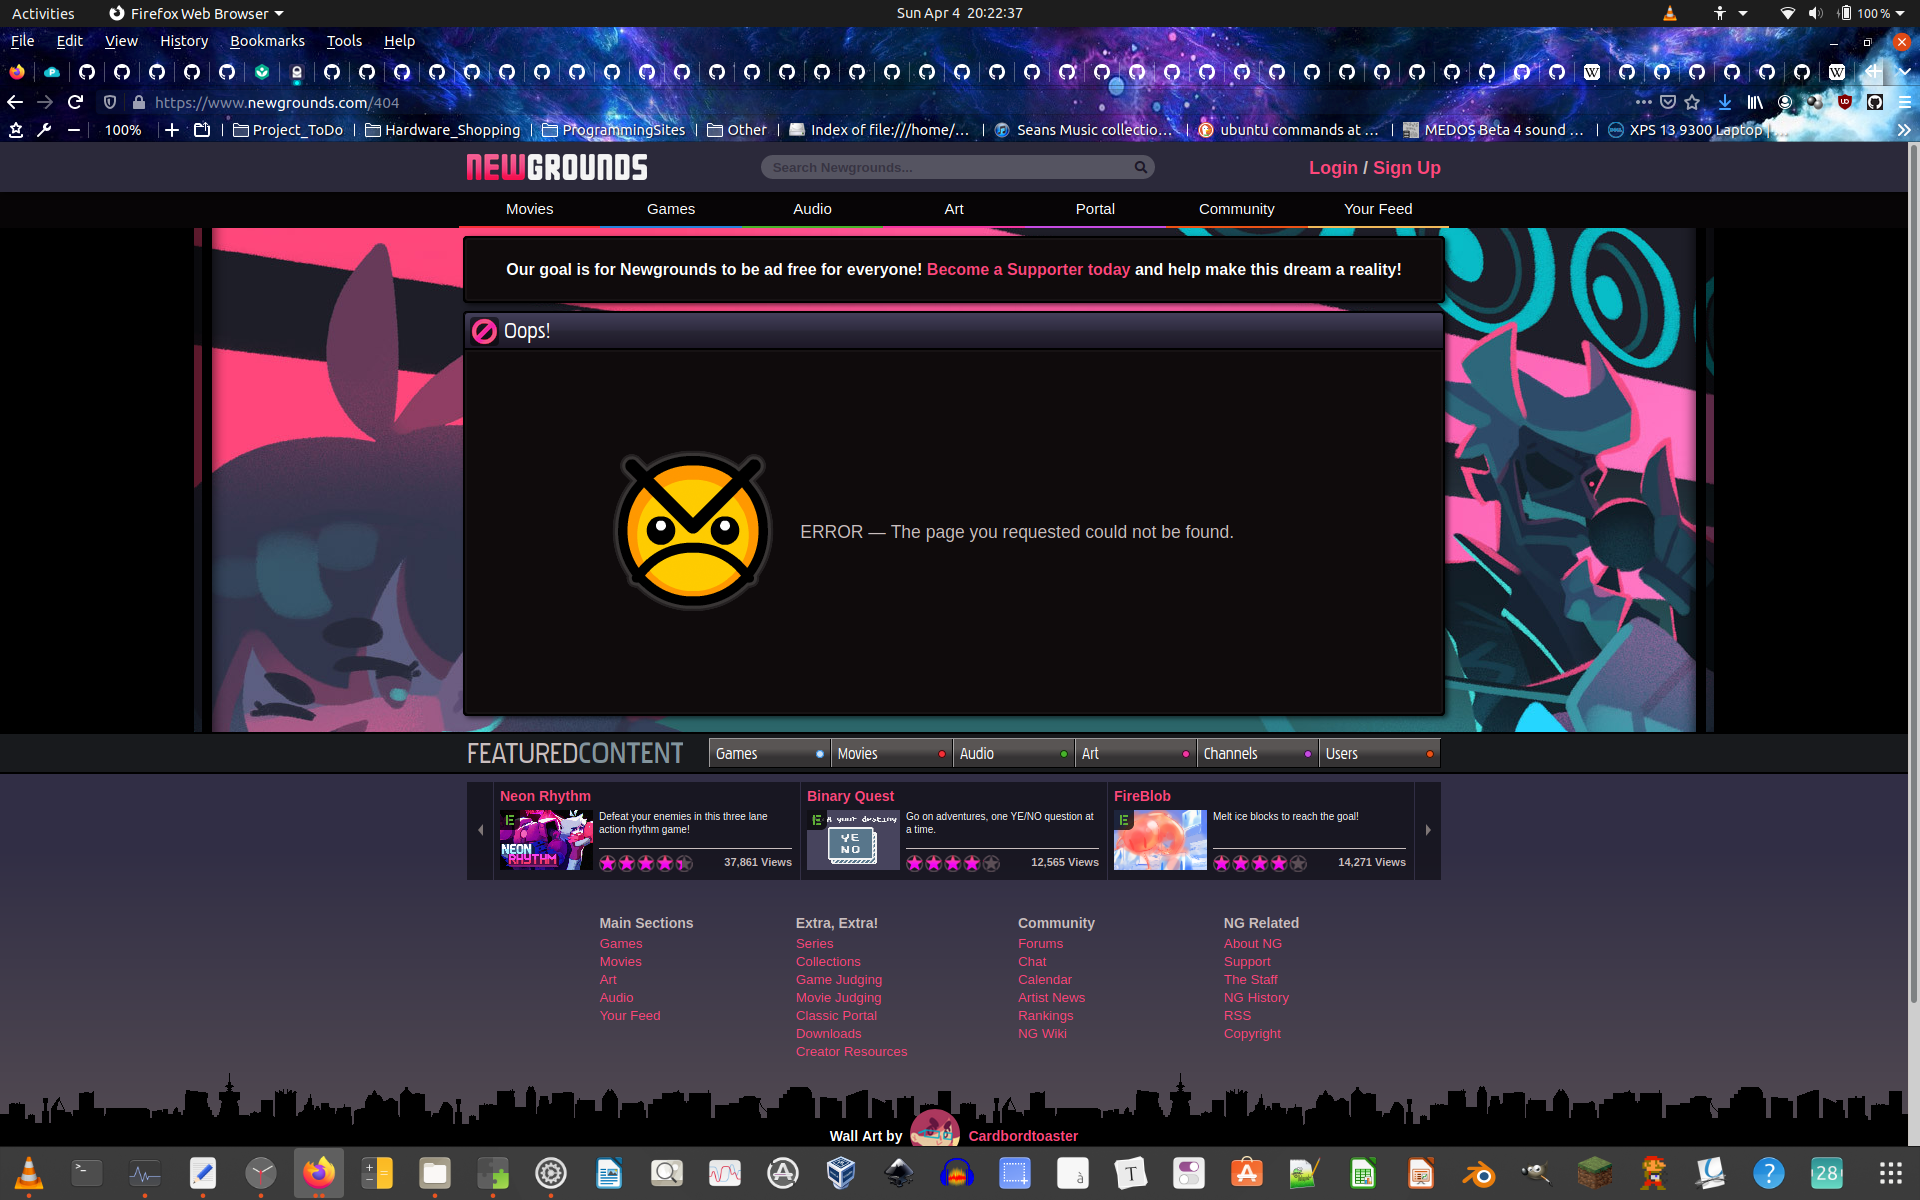 Activities
Firefox Web Browser
Sun Apr 4 20:22:37
100 %
File Edit View History Bookmarks Tools Help
https://www.newgrounds.com/404
100%
Project_ToDo
Hardware_Shopping
ProgrammingSites
Other
Index of file:///home/…
Seans Music collectio…
ubuntu commands at …
MEDOS Beta 4 sound …
XPS 13 9300 Laptop | …
NEWGROUNDS
Search Newgrounds...
Login / Sign Up
Movies Games Audio Art Portal Community Your Feed
Our goal is for Newgrounds to be ad free for everyone! Become a Supporter today and help make this dream a reality!
Oops!
ERROR — The page you requested could not be found.
FEATUREDCONTENT
Games Movies Audio Art Channels Users
Neon Rhythm
E
NEON
RHYTHM
Defeat your enemies in this three lane
action rhythm game!
37,861 Views
Binary Quest
E
your destiny
YE
NO
Go on adventures, one YE/NO question at
a time.
12,565 Views
FireBlob
E
Melt ice blocks to reach the goal!
14,271 Views
Main Sections
Games
Movies
Art
Audio
Your Feed
Extra, Extra!
Series
Collections
Game Judging
Movie Judging
Classic Portal
Downloads
Creator Resources
Community
Forums
Chat
Calendar
Artist News
Rankings
NG Wiki
NG Related
About NG
Support
The Staff
NG History
RSS
Copyright
Wall Art by Cardbordtoaster
28